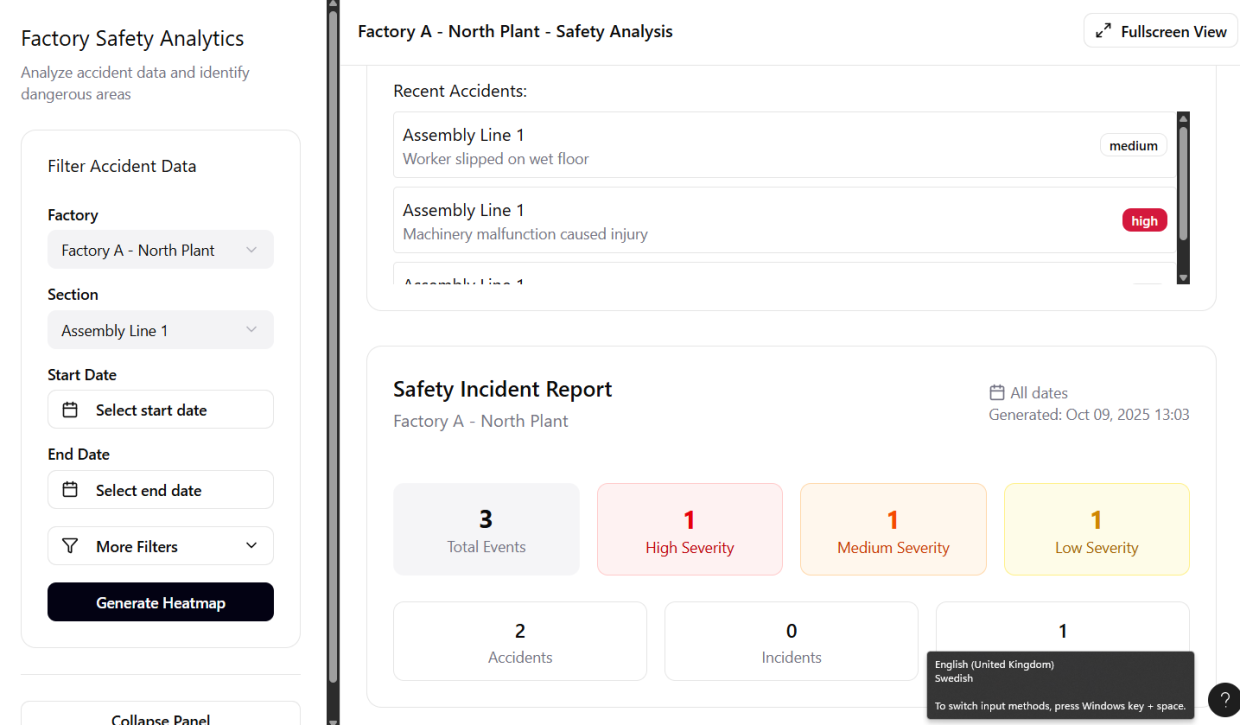 Factory Safety Analytics
Analyze accident data and identify
dangerous areas
Filter Accident Data
Factory
Factory A - North Plant
Section
Assembly Line 1
Start Date
Select start date
End Date
Select end date
More Filters
Generate Heatmap
Collapse Panel
Factory A - North Plant - Safety Analysis
Fullscreen View
Recent Accidents:
Assembly Line 1
Worker slipped on wet floor
medium
Assembly Line 1
Machinery malfunction caused injury
high
Assembly Line 1
Safety Incident Report
Factory A - North Plant
All dates
Generated: Oct 09, 2025 13:03
3
Total Events
1
High Severity
1
Medium Severity
1
Low Severity
2
Accidents
0
Incidents
1
English (United Kingdom)
Swedish
To switch input methods, press Windows key + space.
?